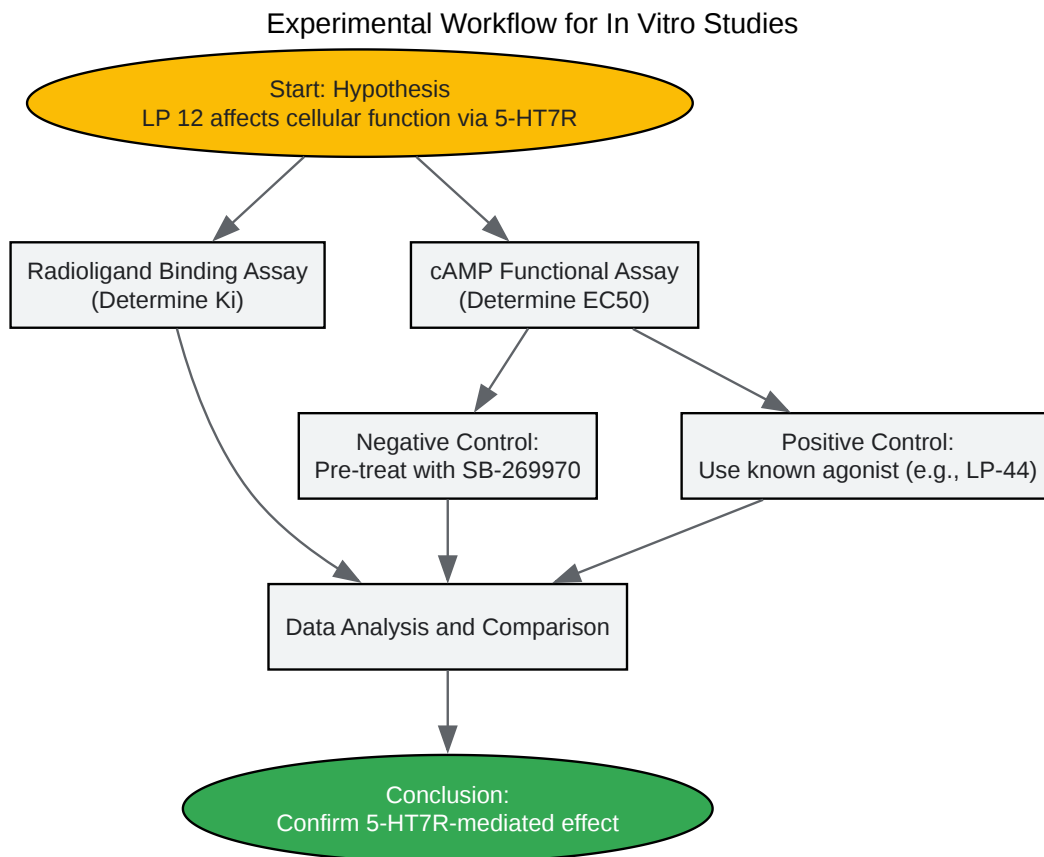 Experimental Workflow for In Vitro Studies
Start: Hypothesis
LP 12 affects cellular function via 5-HT7R
Radioligand Binding Assay
(Determine Ki)
cAMP Functional Assay
(Determine EC50)
Negative Control:
Pre-treat with SB-269970
Positive Control:
Use known agonist (e.g., LP-44)
Data Analysis and Comparison
Conclusion:
Confirm 5-HT7R-mediated effect